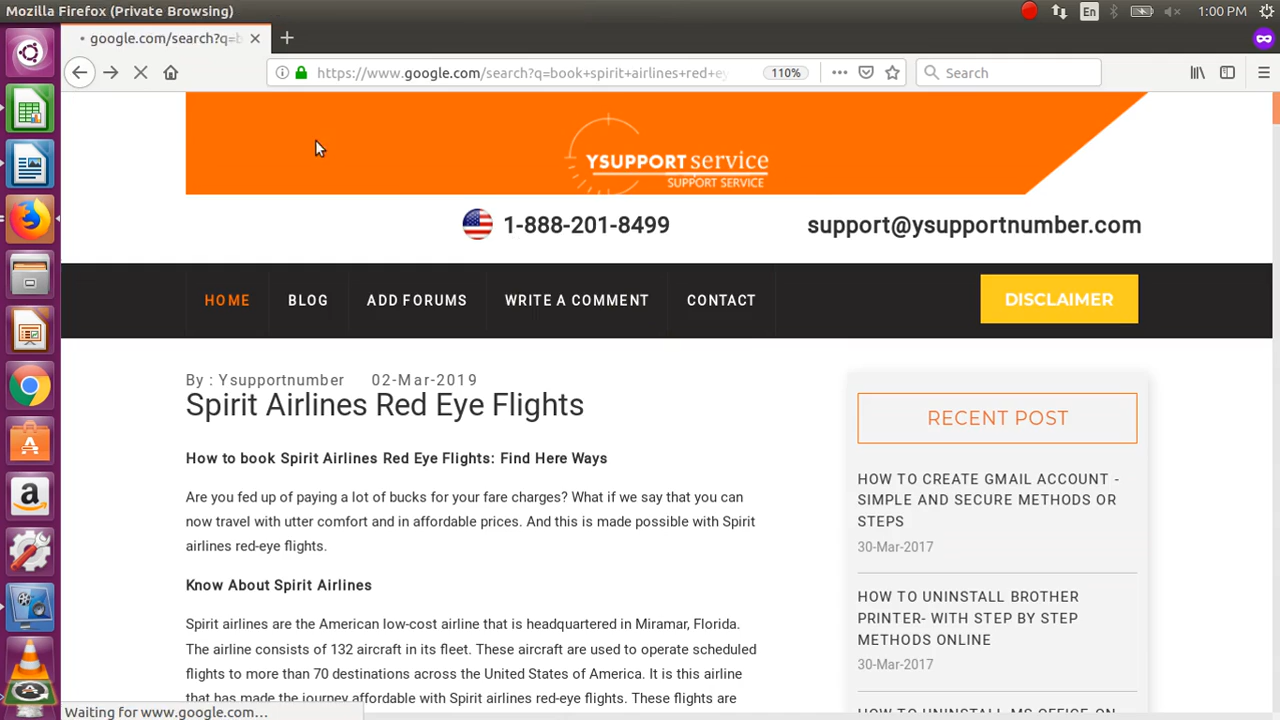 Mozilla Firefox (Private Browsing)
En
1:00 PM
google.com/search?q=b
https://www.google.com/search?q=book+spirit+airlines+red+ey
110%
Search
YSUPPORT service
SUPPORT SERVICE
1-888-201-8499
support@ysupportnumber.com
HOME
BLOG
ADD FORUMS
WRITE A COMMENT
CONTACT
DISCLAIMER
By : Ysupportnumber 02-Mar-2019
Spirit Airlines Red Eye Flights
How to book Spirit Airlines Red Eye Flights: Find Here Ways
Are you fed up of paying a lot of bucks for your fare charges? What if we say that you can
now travel with utter comfort and in affordable prices. And this is made possible with Spirit
airlines red-eye flights.
Know About Spirit Airlines
Spirit airlines are the American low-cost airline that is headquartered in Miramar, Florida.
The airline consists of 132 aircraft in its fleet. These aircraft are used to operate scheduled
flights to more than 70 destinations across the United States of America. It is this airline
that has made the journey affordable with Spirit airlines red-eye flights. These flights are
RECENT POST
HOW TO CREATE GMAIL ACCOUNT -
SIMPLE AND SECURE METHODS OR
STEPS
30-Mar-2017
HOW TO UNINSTALL BROTHER
PRINTER- WITH STEP BY STEP
METHODS ONLINE
30-Mar-2017
HOW TO UNINSTALL MS OFFICE ON
Waiting for www.google.com…